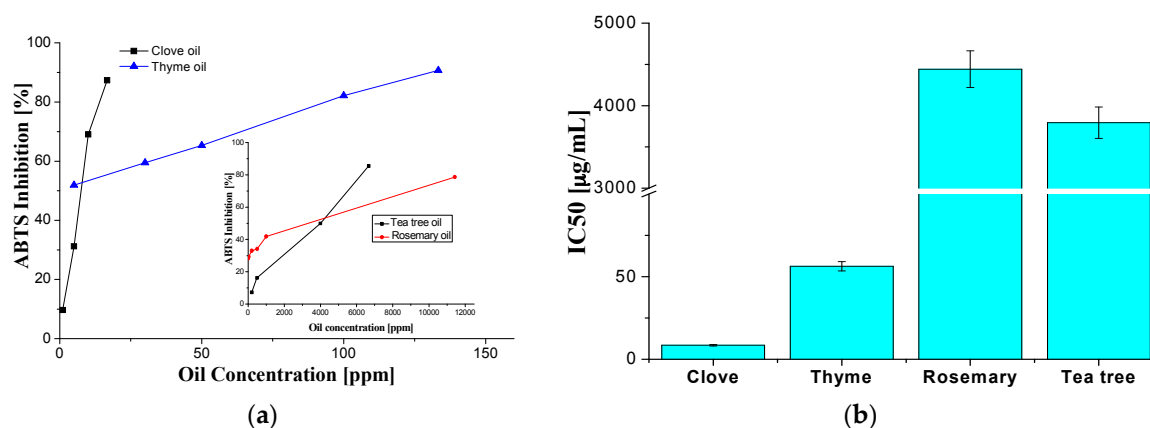 Clove oil
Thyme oil
ABTS Inhibition [%]
100
80
60
40
20
0
0 50 100 150
Oil Concentration [ppm]
ABTS Inhibition [%]
100
80
60
40
20
0
Tea tree oil
Rosemary oil
0 2000 4000 6000 8000 10000 12000
Oil concentration [ppm]
(a)
IC50 [µg/mL]
5000
4000
3000
50
0
Clove Thyme Rosemary Tea tree
(b)